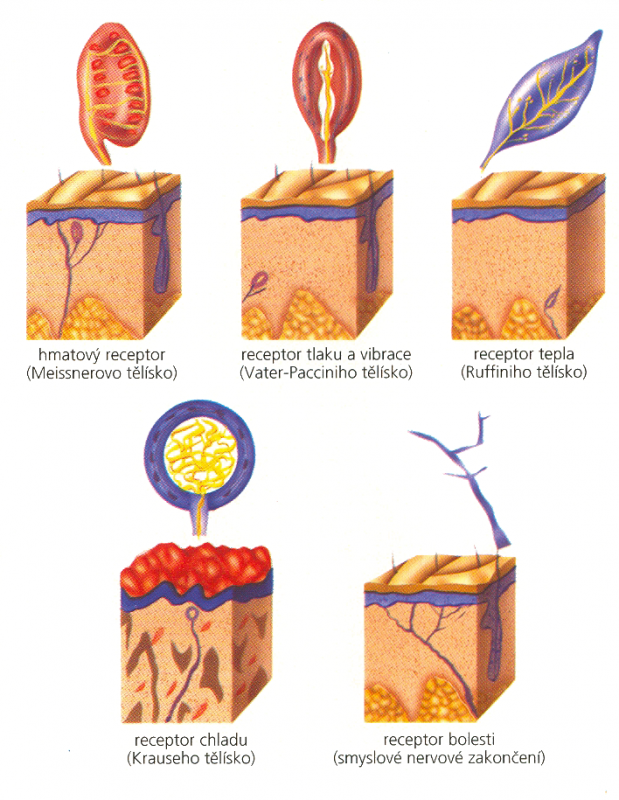 hmatový receptor
(Meissnerovo tělísko)
receptor tlaku a vibrace
(Vater-Pacciniho tělísko)
receptor tepla
(Ruffiniho tělísko)
receptor chladu
(Krauseho tělísko)
receptor bolesti
(smyslové nervové zakončení)